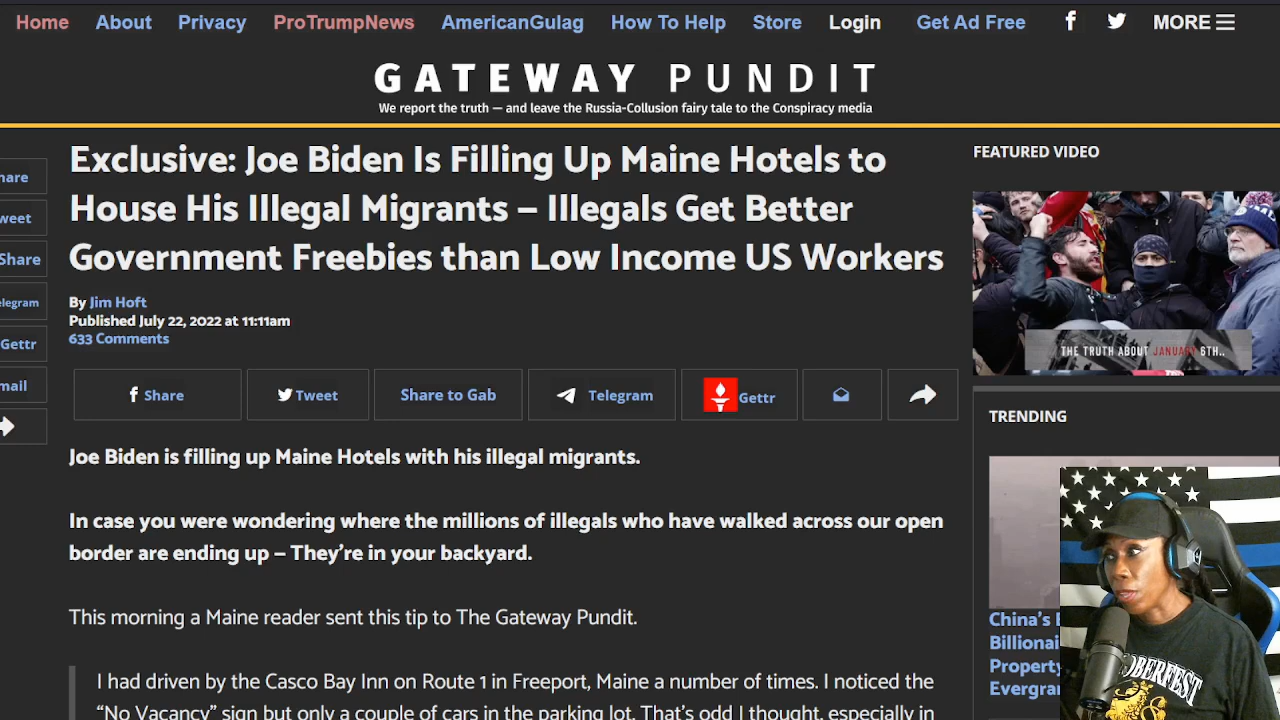 Home About Privacy ProTrumpNews AmericanGulag How To Help Store Login Get Ad Free MORE
GATEWAY PUNDIT
We report the truth — and leave the Russia-Collusion fairy tale to the Conspiracy media
Exclusive: Joe Biden Is Filling Up Maine Hotels to
House His Illegal Migrants – Illegals Get Better
Government Freebies than Low Income US Workers
By Jim Hoft
Published July 22, 2022 at 11:11am
633 Comments
hare
weet
Share
elegram
Gettr
mail
Share Tweet Share to Gab Telegram Gettr
Joe Biden is filling up Maine Hotels with his illegal migrants.
In case you were wondering where the millions of illegals who have walked across our open
border are ending up – They're in your backyard.
This morning a Maine reader sent this tip to The Gateway Pundit.
I had driven by the Casco Bay Inn on Route 1 in Freeport, Maine a number of times. I noticed the
“No Vacancy” sign but only a couple of cars in the parking lot. That's odd I thought, especially in
FEATURED VIDEO
THE TRUTH ABOUT JANUARY 6TH..
TRENDING
China's
Billionai
Property
Evergran
OBERFEST